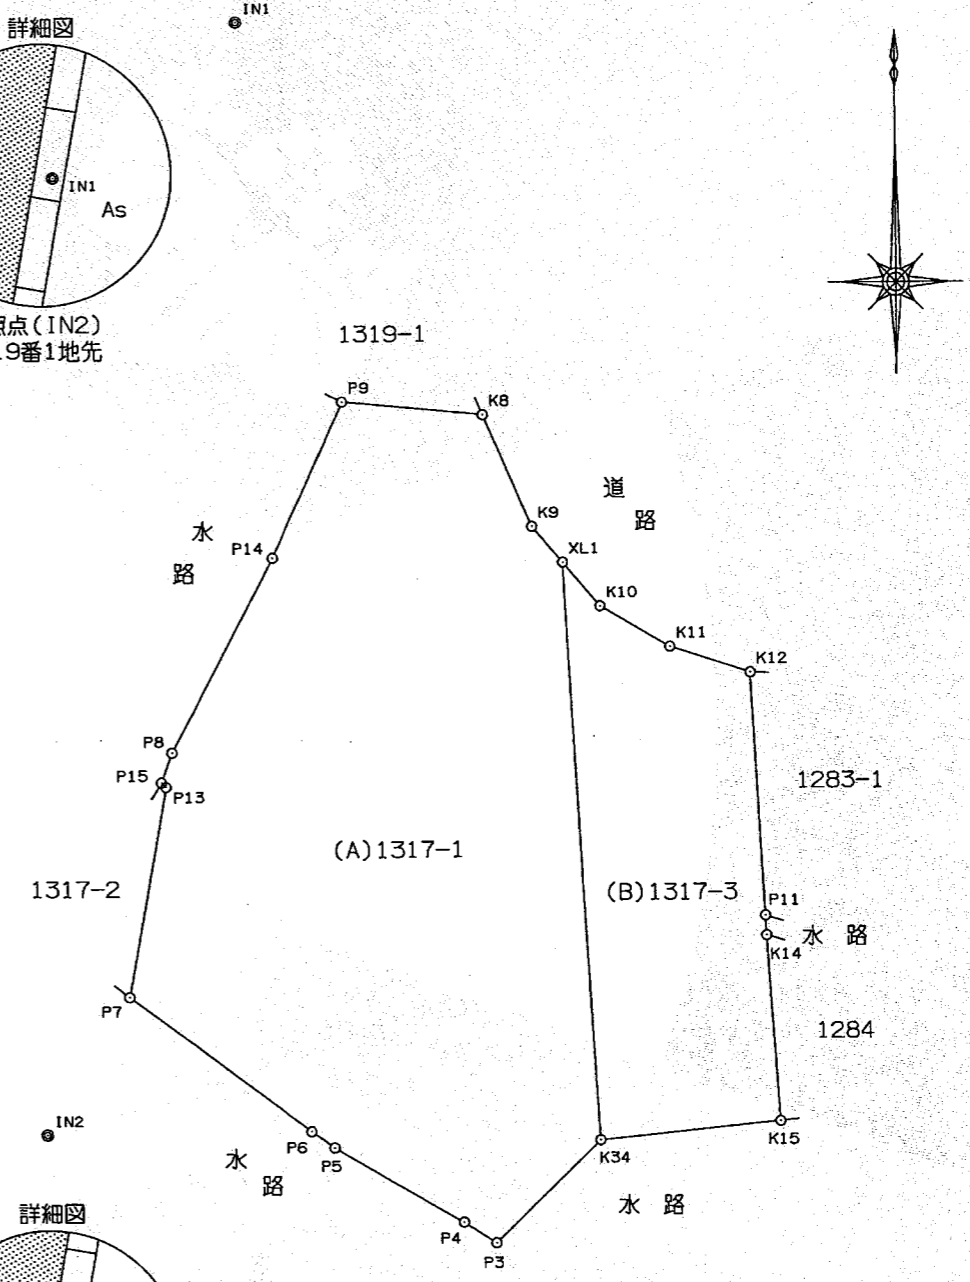 IN1
詳細図
IN1
As
点(IN2)
9番1地先
1319-1
P9
K8
道
路
K9
水
路
P14
XL1
K10
K11
K12
P8
P15
P13
1283-1
(A)1317-1
1317-2
(B)1317-3
P11
水 路
K14
P7
1284
IN2
K15
P6
K34
P5
水
路
水 路
詳細図
P4
P3